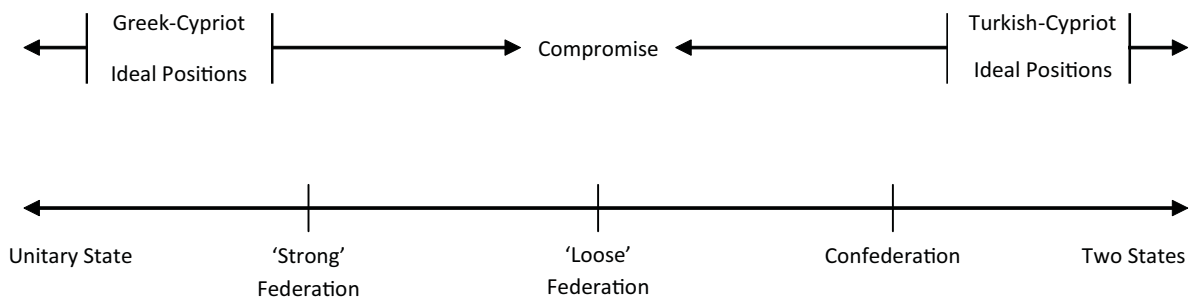 Greek-Cypriot
Ideal Positions
Compromise
Turkish-Cypriot
Ideal Positions
Unitary State
‘Strong’
Federation
‘Loose’
Federation
Confederation
Two States